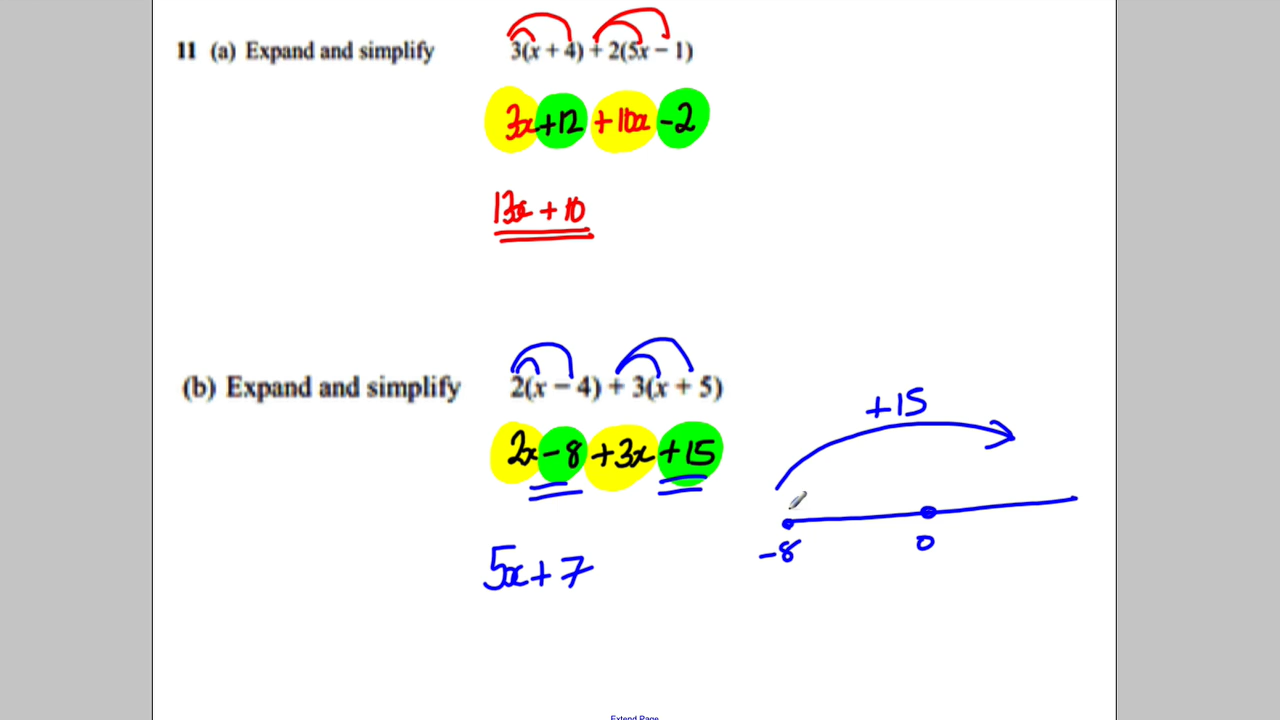 11 (a) Expand and simplify 3(x + 4) + 2(5x − 1)
3x +12 +10x -2
13x + 10
(b) Expand and simplify 2(x − 4) + 3(x + 5)
+15
2x - 8 + 3x + 15
-8 0
5x + 7
Extend Page